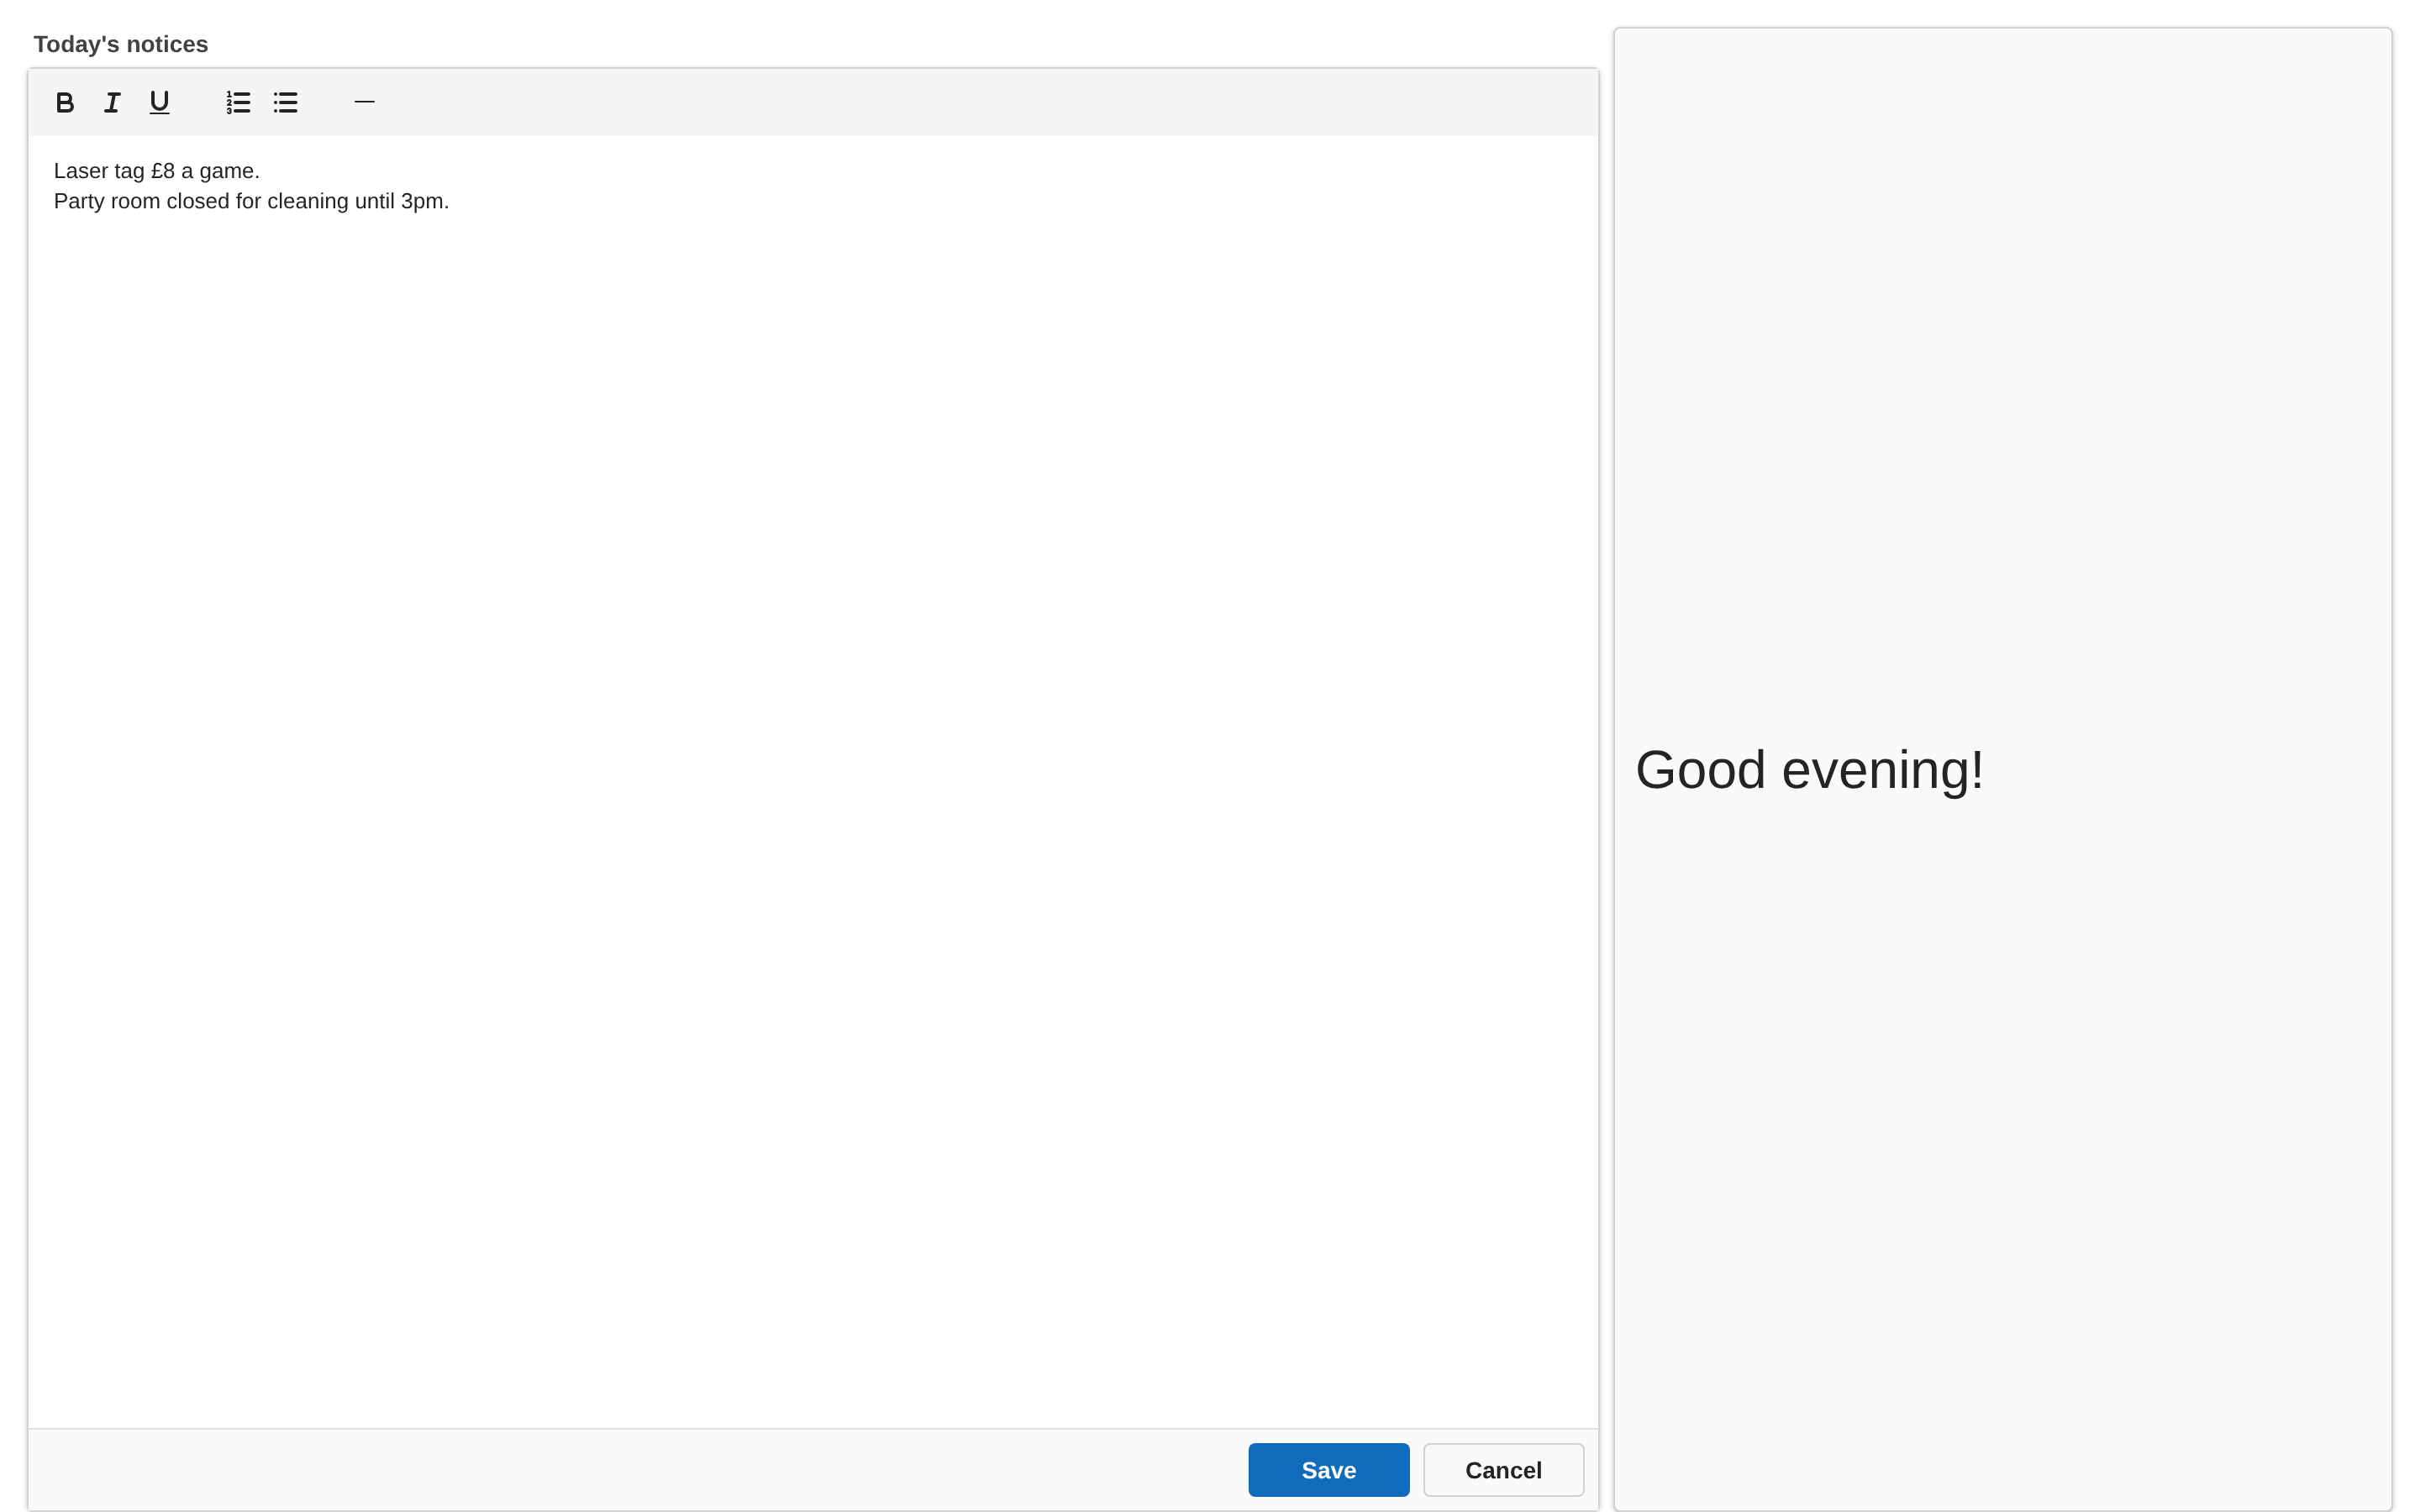 Today's notices
Laser tag £8 a game.
Party room closed for cleaning until 3pm.
Save
Cancel
Good evening!